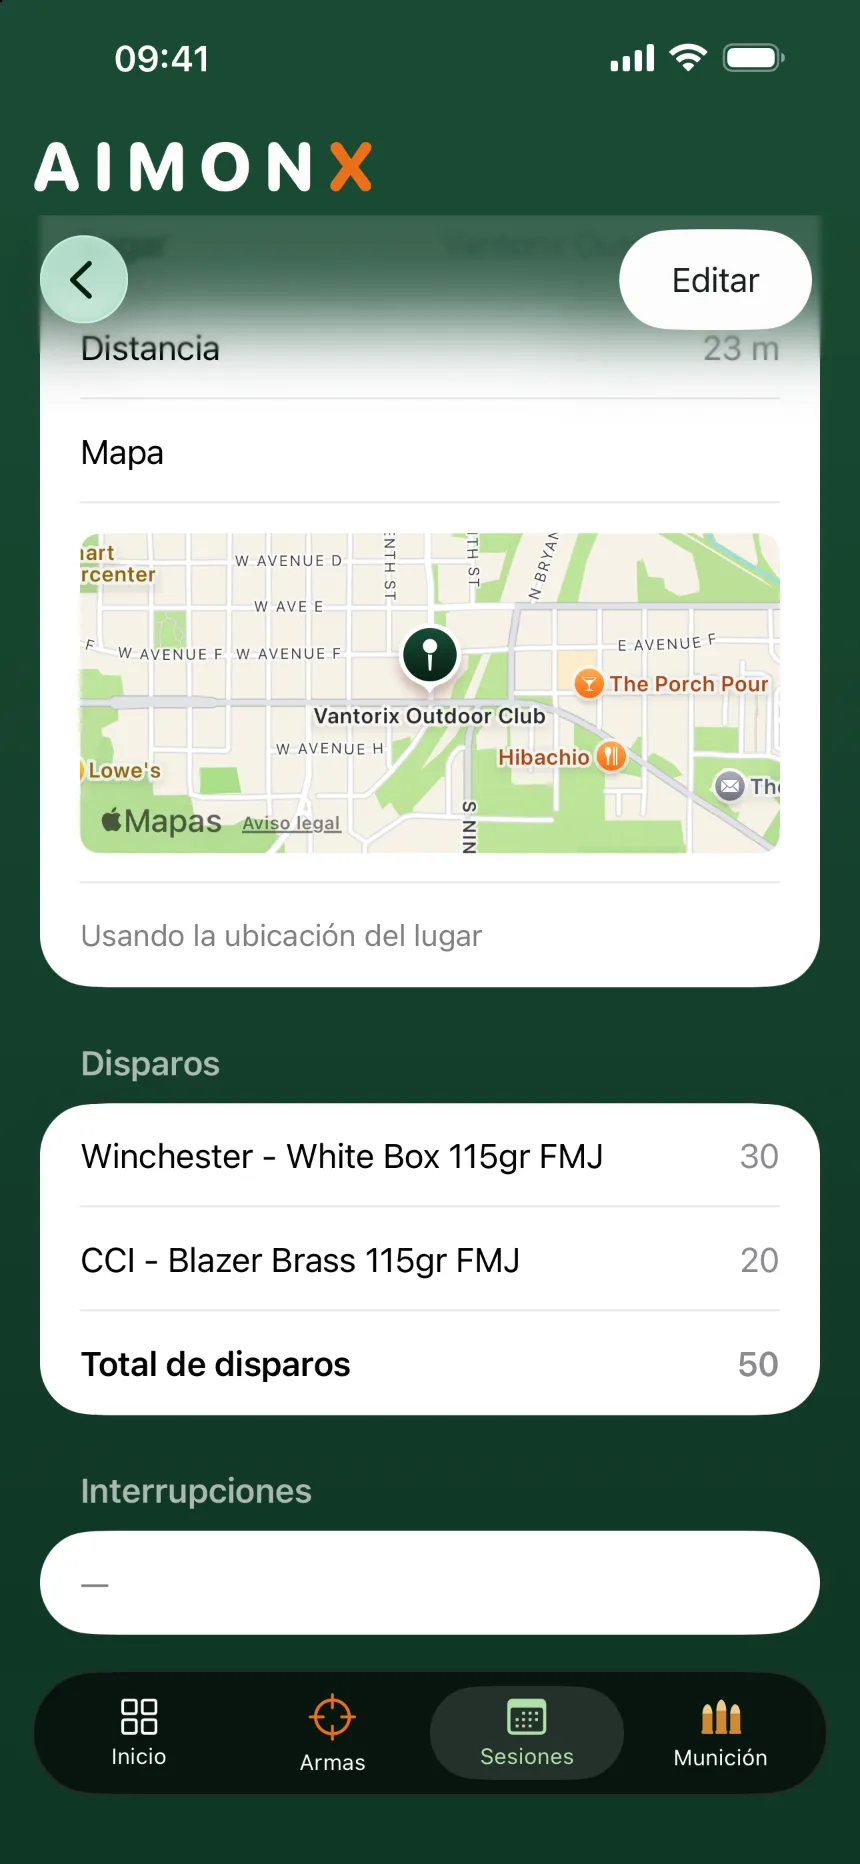 09:41
AIMONX
Editar
Distancia 23 m
Mapa
W AVENUE D
W AVE E
N BRYAN
W AVENUE F W AVENUE F
E AVENUE F
The Porch Pour
Vantorix Outdoor Club
W AVENUE H
Hibachio
Lowe's
Mapas Aviso legal
Usando la ubicación del lugar
Disparos
Winchester - White Box 115gr FMJ 30
CCI - Blazer Brass 115gr FMJ 20
Total de disparos 50
Interrupciones
—
Inicio Armas Sesiones Munición